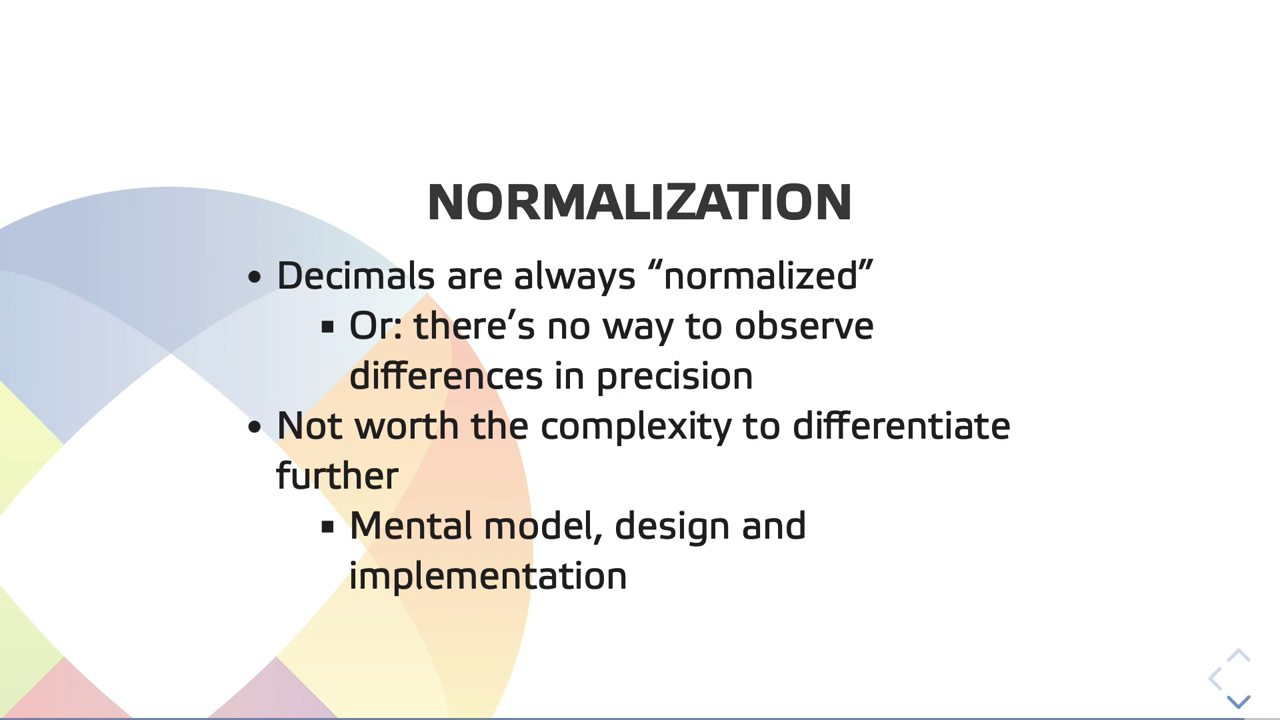 NORMALIZATION
• Decimals are always “normalized”
▪ Or: there’s no way to observe
differences in precision
• Not worth the complexity to differentiate
further
▪ Mental model, design and
implementation